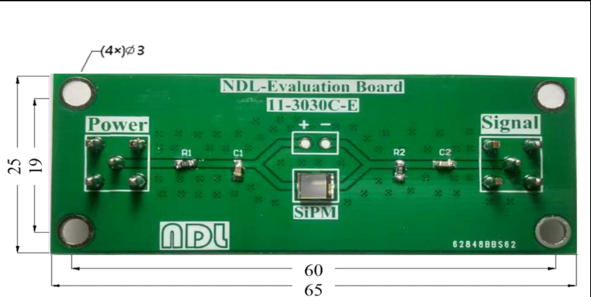 (4×)Ø3
NDL-Evaluation Board
11-3030C-E
Power
+ −
Signal
R1
C1
R2
C2
25
19
SiPM
NDL
62848BBS62
60
65